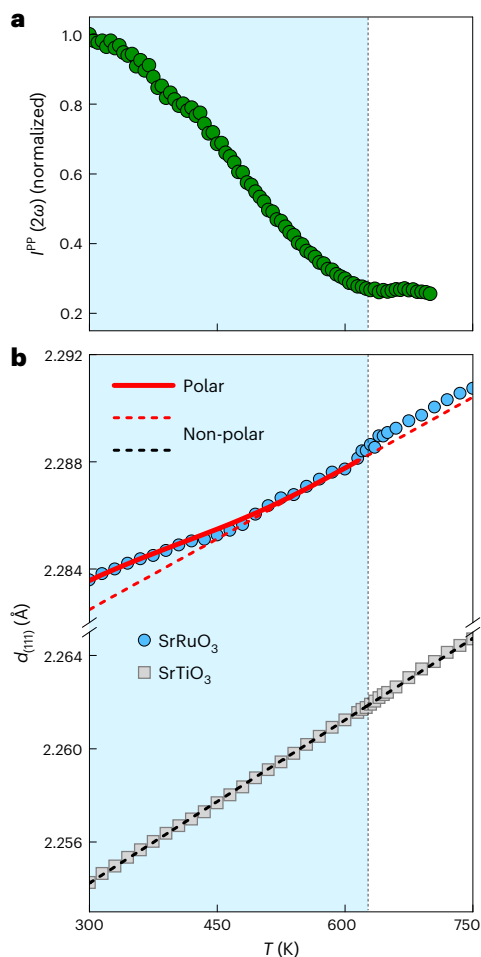 a
1.0
0.8
0.6
0.4
0.2
I^PP (2ω) (normalized)
b
2.292
2.288
2.284
2.264
2.260
2.256
d(111) (Å)
Polar
Non-polar
SrRuO₃
SrTiO₃
300
450
600
750
T (K)